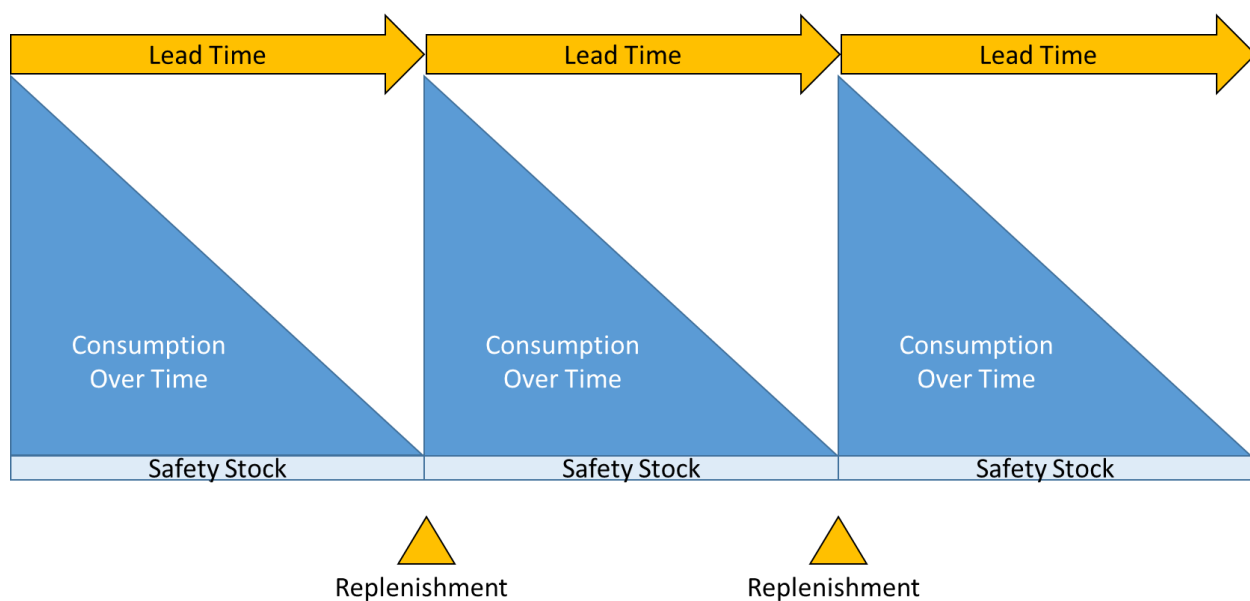 Lead Time
Lead Time
Lead Time
Consumption
Over Time
Consumption
Over Time
Consumption
Over Time
Safety Stock
Safety Stock
Safety Stock
Replenishment
Replenishment